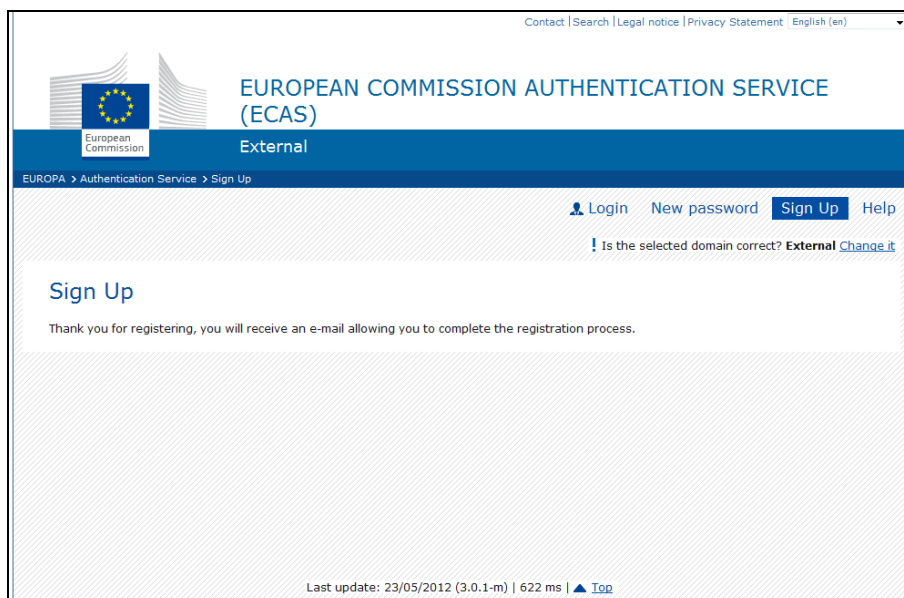 Contact | Search | Legal notice | Privacy Statement English (en)
EUROPEAN COMMISSION AUTHENTICATION SERVICE
(ECAS)
European
Commission
External
EUROPA > Authentication Service > Sign Up
Login New password Sign Up Help
! Is the selected domain correct? External Change it
Sign Up
Thank you for registering, you will receive an e-mail allowing you to complete the registration process.
Last update: 23/05/2012 (3.0.1-m) | 622 ms | Top